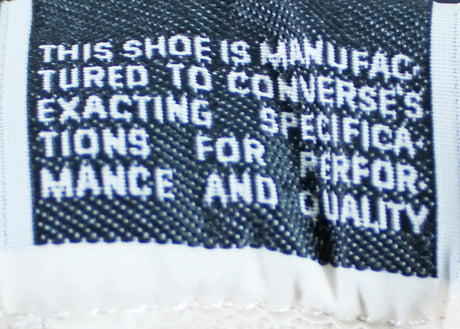 THIS SHOE IS MANUFAC-
TURED TO CONVERSE'S
EXACTING SPECIFICA-
TIONS FOR PERFOR-
MANCE AND QUALITY